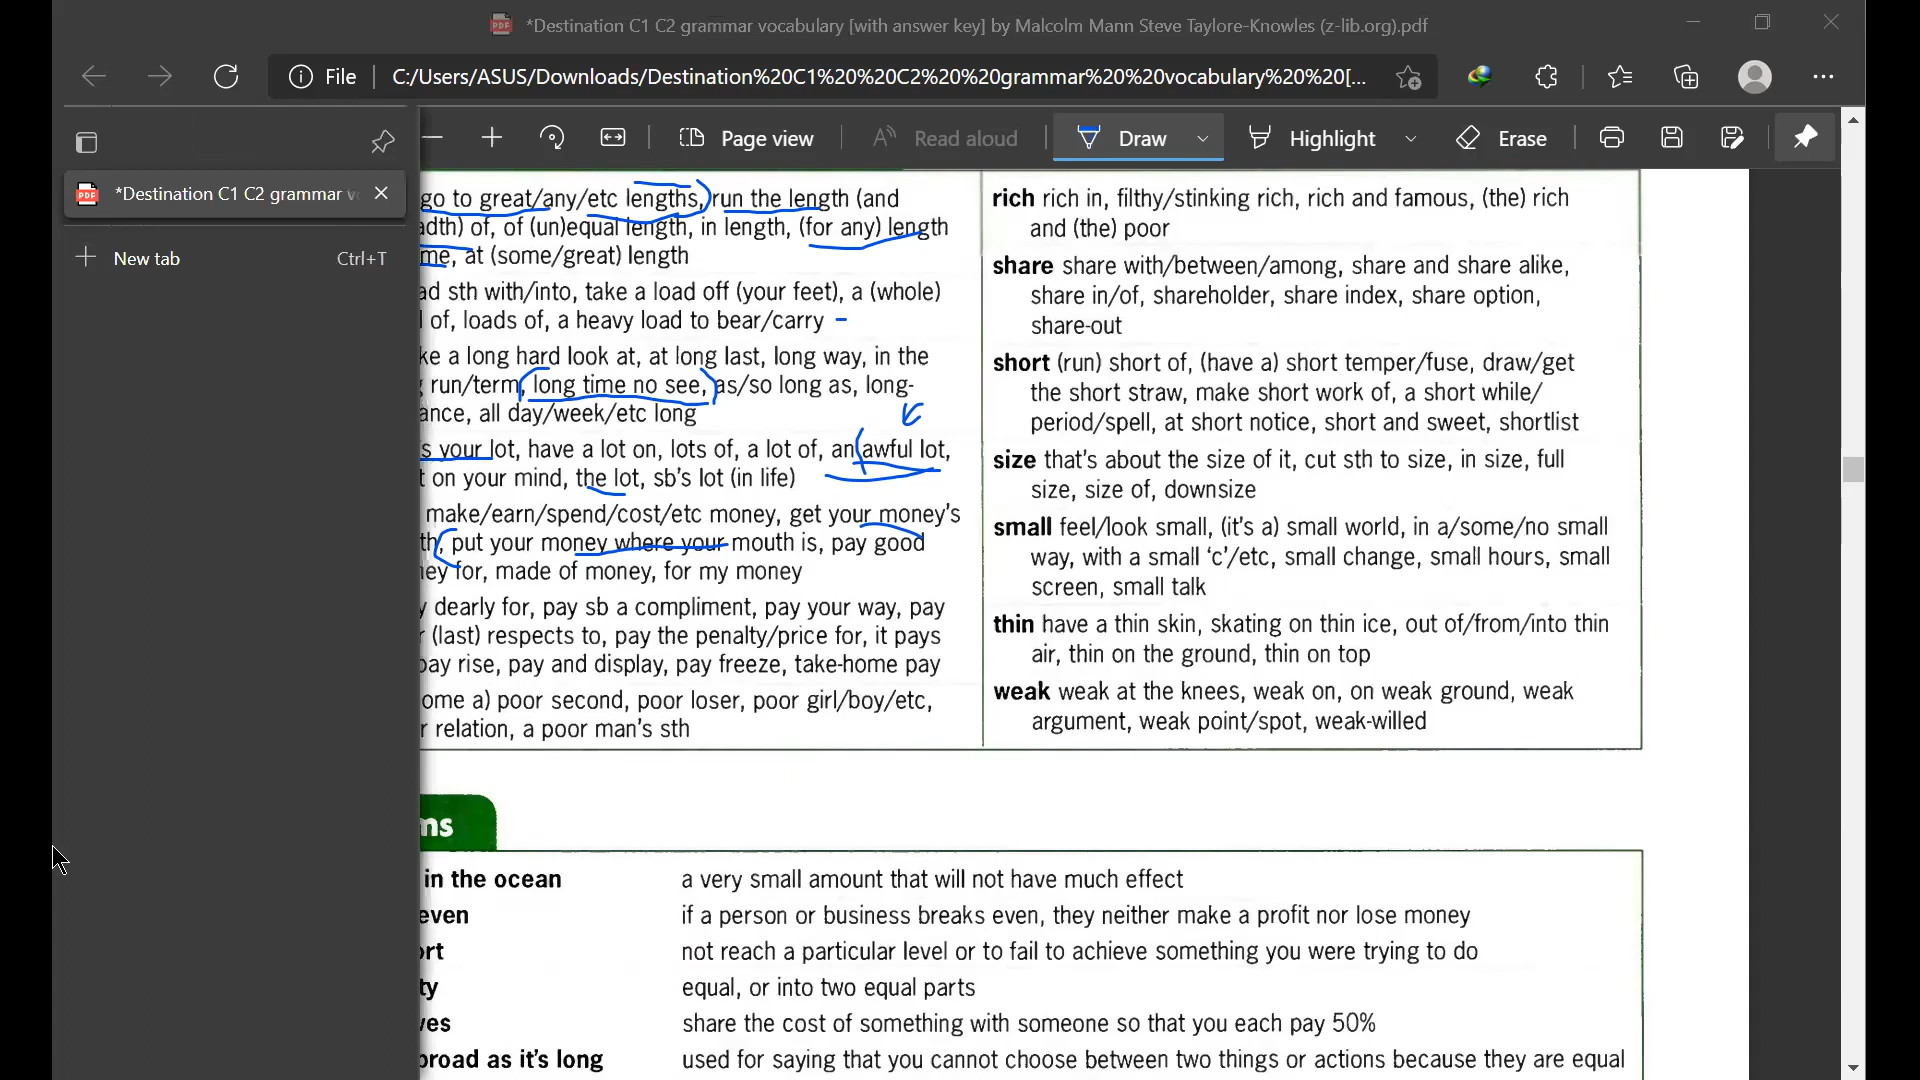 *Destination C1 C2 grammar vocabulary [with answer key] by Malcolm Mann Steve Taylore-Knowles (z-lib.org).pdf
File
C:/Users/ASUS/Downloads/Destination%20C1%20%20C2%20%20grammar%20%20vocabulary%20%20[...
Page view
Read aloud
Draw
Highlight
Erase
*Destination C1 C2 grammar v
New tab Ctrl+T
go to great/any/etc lengths, run the length (and
adth) of, of (un)equal length, in length, (for any) length
me, at (some/great) length
ad sth with/into, take a load off (your feet), a (whole)
l of, loads of, a heavy load to bear/carry
ke a long hard look at, at long last, long way, in the
g run/term, long time no see, as/so long as, long-
ance, all day/week/etc long
s your lot, have a lot on, lots of, a lot of, an awful lot,
t on your mind, the lot, sb's lot (in life)
make/earn/spend/cost/etc money, get your money's
th, put your money where your mouth is, pay good
ney for, made of money, for my money
y dearly for, pay sb a compliment, pay your way, pay
r (last) respects to, pay the penalty/price for, it pays
pay rise, pay and display, pay freeze, take-home pay
ome a) poor second, poor loser, poor girl/boy/etc,
r relation, a poor man's sth
rich rich in, filthy/stinking rich, rich and famous, (the) rich
and (the) poor
share share with/between/among, share and share alike,
share in/of, shareholder, share index, share option,
share-out
short (run) short of, (have a) short temper/fuse, draw/get
the short straw, make short work of, a short while/
period/spell, at short notice, short and sweet, shortlist
size that's about the size of it, cut sth to size, in size, full
size, size of, downsize
small feel/look small, (it's a) small world, in a/some/no small
way, with a small 'c'/etc, small change, small hours, small
screen, small talk
thin have a thin skin, skating on thin ice, out of/from/into thin
air, thin on the ground, thin on top
weak weak at the knees, weak on, on weak ground, weak
argument, weak point/spot, weak-willed
ms
in the ocean a very small amount that will not have much effect
even if a person or business breaks even, they neither make a profit nor lose money
ort not reach a particular level or to fail to achieve something you were trying to do
ty equal, or into two equal parts
ves share the cost of something with someone so that you each pay 50%
broad as it's long used for saying that you cannot choose between two things or actions because they are equal